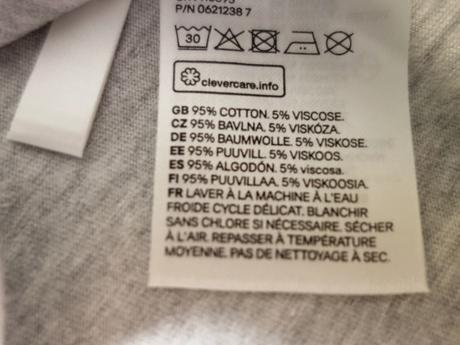 P/N 0621238 7
30
clevercare.info
GB 95% COTTON. 5% VISCOSE.
CZ 95% BAVLNA. 5% VISKÓZA.
DE 95% BAUMWOLLE. 5% VISKOSE.
EE 95% PUUVILL. 5% VISKOOS.
ES 95% ALGODÓN. 5% viscosa.
FI 95% PUUVILLAA. 5% VISKOOSIA.
FR LAVER À LA MACHINE À L'EAU
FROIDE CYCLE DÉLICAT. BLANCHIR
SANS CHLORE SI NÉCESSAIRE. SÉCHER
À L'AIR. REPASSER À TEMPÉRATURE
MOYENNE. PAS DE NETTOYAGE À SEC.